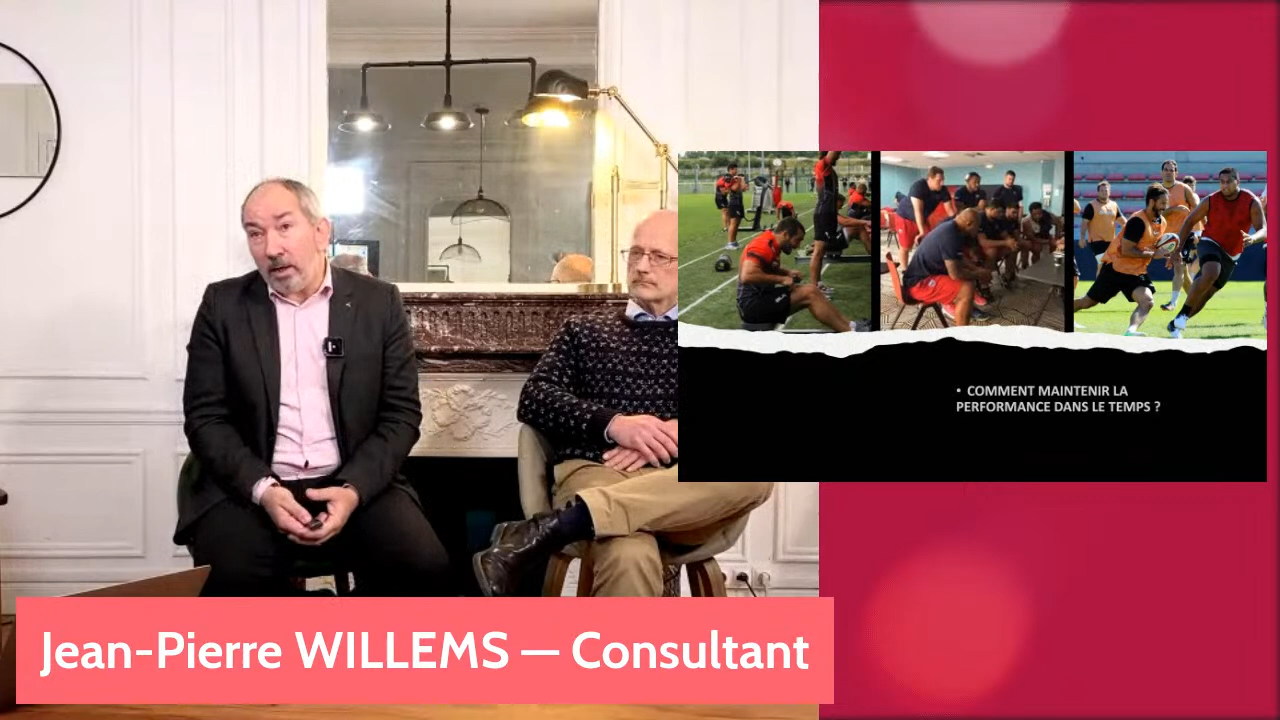 • COMMENT MAINTENIR LA
PERFORMANCE DANS LE TEMPS ?
Jean-Pierre WILLEMS — Consultant